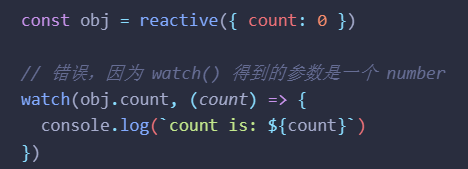 const obj = reactive({ count: 0 })
// 错误，因为 watch() 得到的参数是一个 number
watch(obj.count, (count) => {
  console.log(`count is: ${count}`)
})